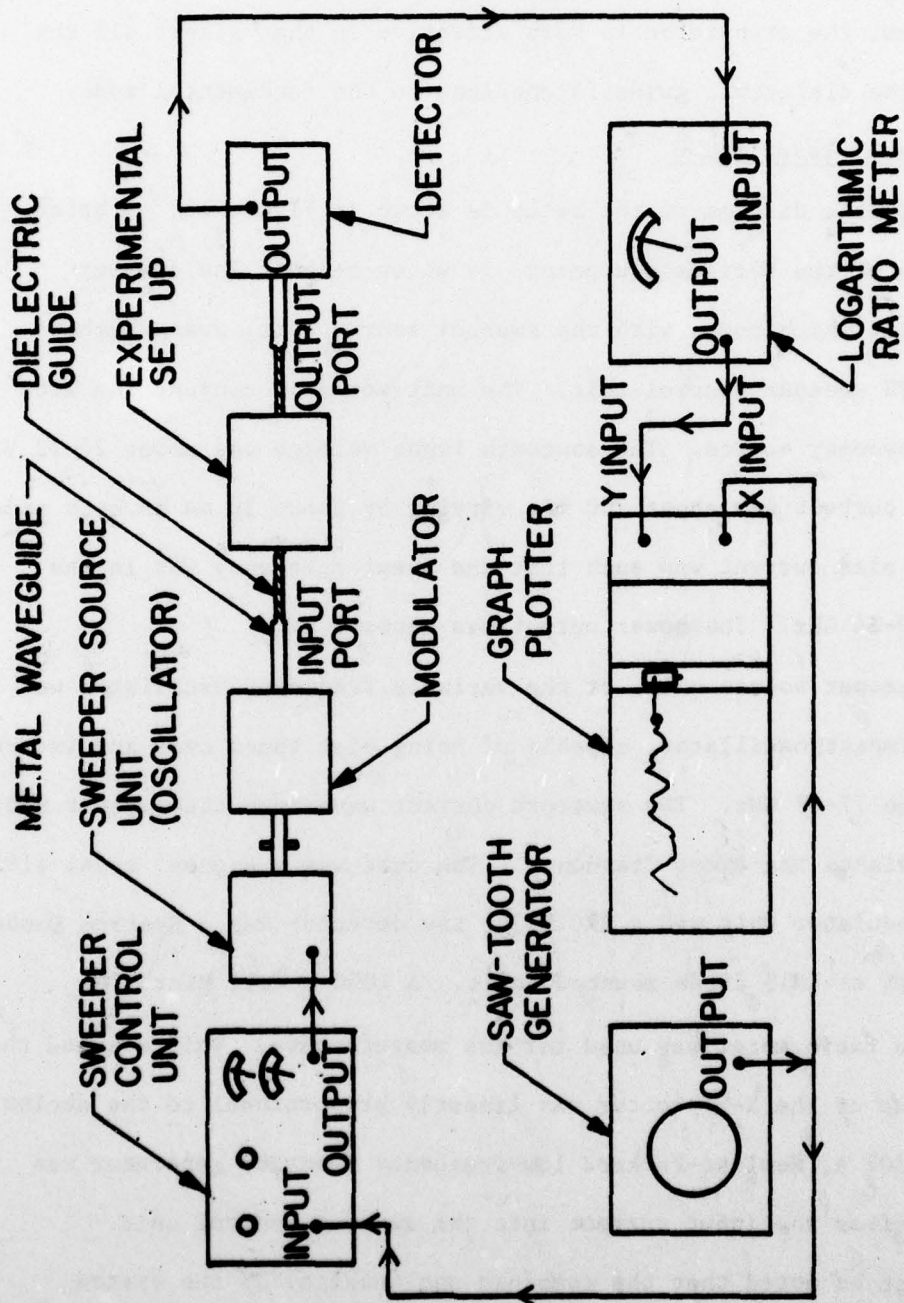 METAL WAVEGUIDE
DIELECTRIC
GUIDE
SWEEPER
CONTROL
UNIT
SWEEPER SOURCE
UNIT
(OSCILLATOR)
EXPERIMENTAL
SET UP
INPUT
OUTPUT
INPUT
PORT
OUTPUT
PORT
OUTPUT
MODULATOR
DETECTOR
SAW-TOOTH
GENERATOR
GRAPH
PLOTTER
Y INPUT
X INPUT
OUTPUT
OUTPUT
INPUT
LOGARITHMIC
RATIO METER